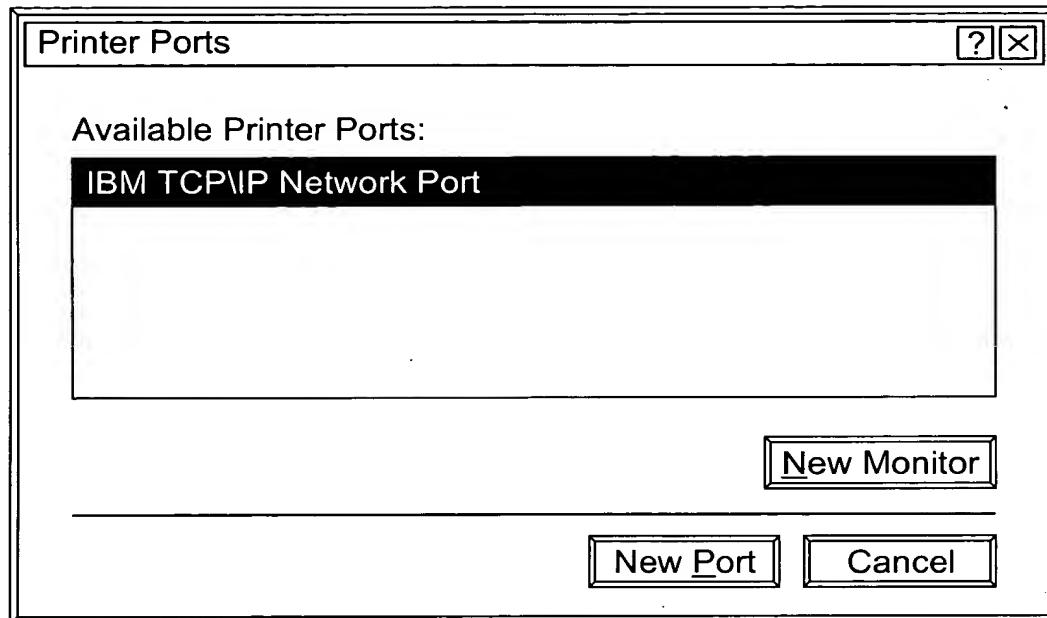 Printer Ports ? X
Available Printer Ports:
IBM TCP\IP Network Port
New Monitor
New Port Cancel